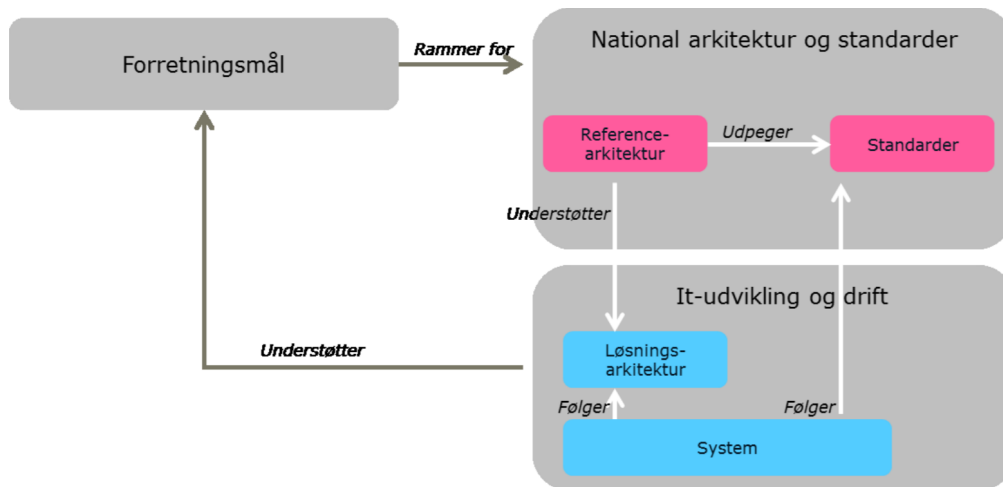 Forretningsmål
Rammer for
National arkitektur og standarder
Reference-
arkitektur
Udpeger
Standarder
Understøtter
It-udvikling og drift
Understøtter
Løsnings-
arkitektur
Følger
Følger
System